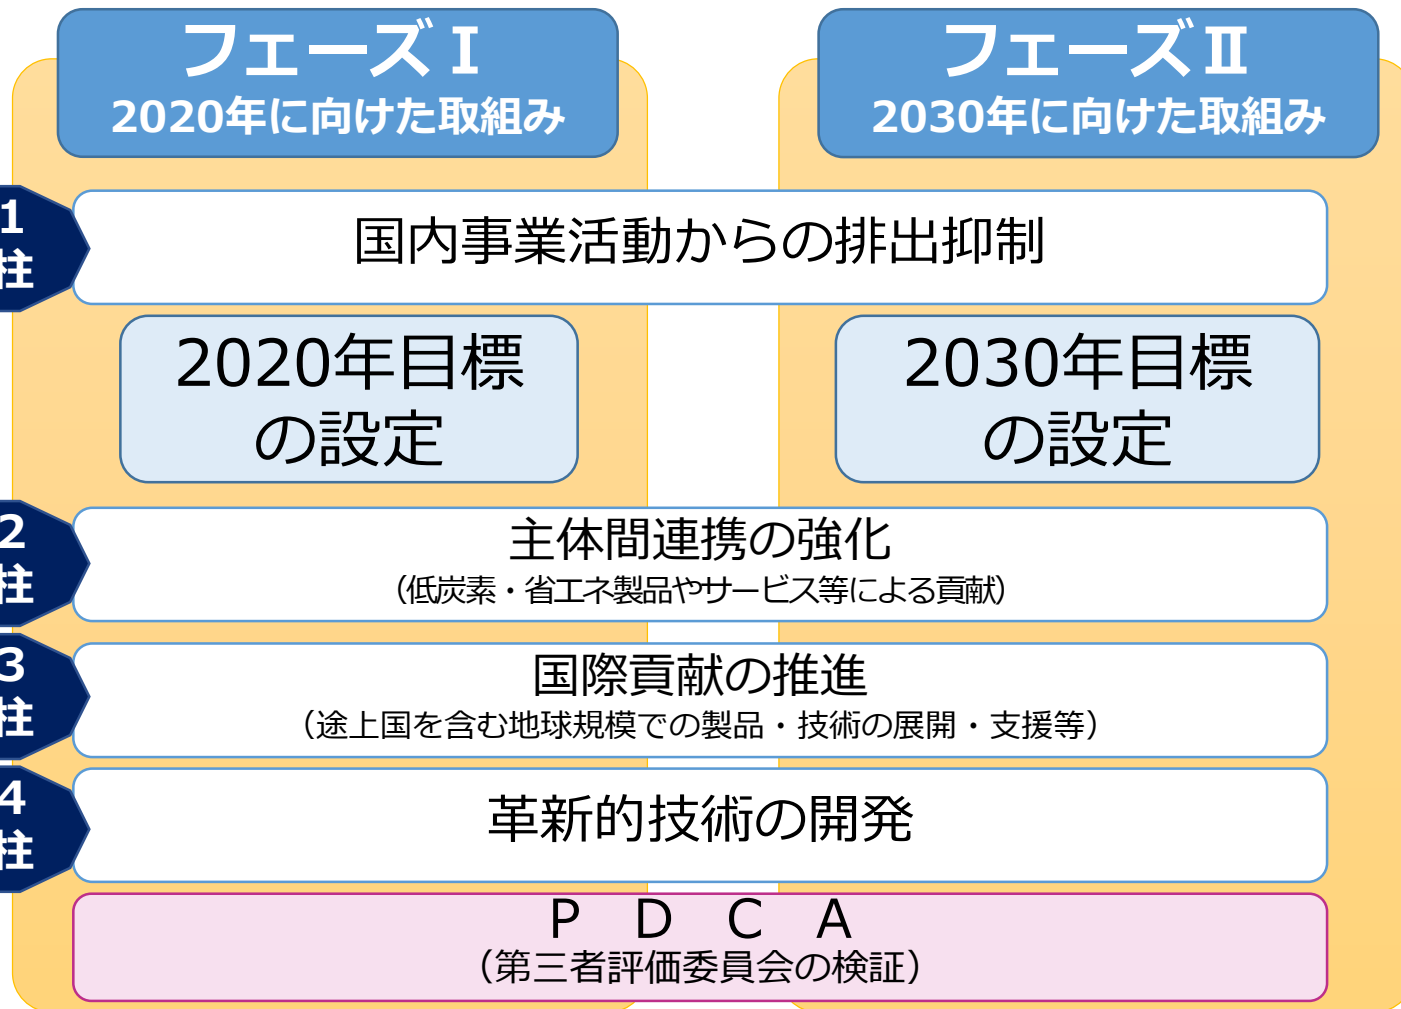 フェーズⅠ
2020年に向けた取組み
フェーズⅡ
2030年に向けた取組み
1
柱
国内事業活動からの排出抑制
2020年目標
の設定
2030年目標
の設定
2
柱
主体間連携の強化
（低炭素・省エネ製品やサービス等による貢献）
3
柱
国際貢献の推進
（途上国を含む地球規模での製品・技術の展開・支援等）
4
柱
革新的技術の開発
P D C A
（第三者評価委員会の検証）